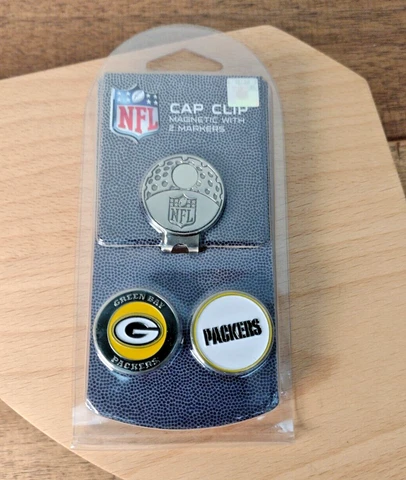 NFL
CAP CLIP
MAGNETIC WITH
2 MARKERS
NFL
GREEN BAY
G
PACKERS
PACKERS